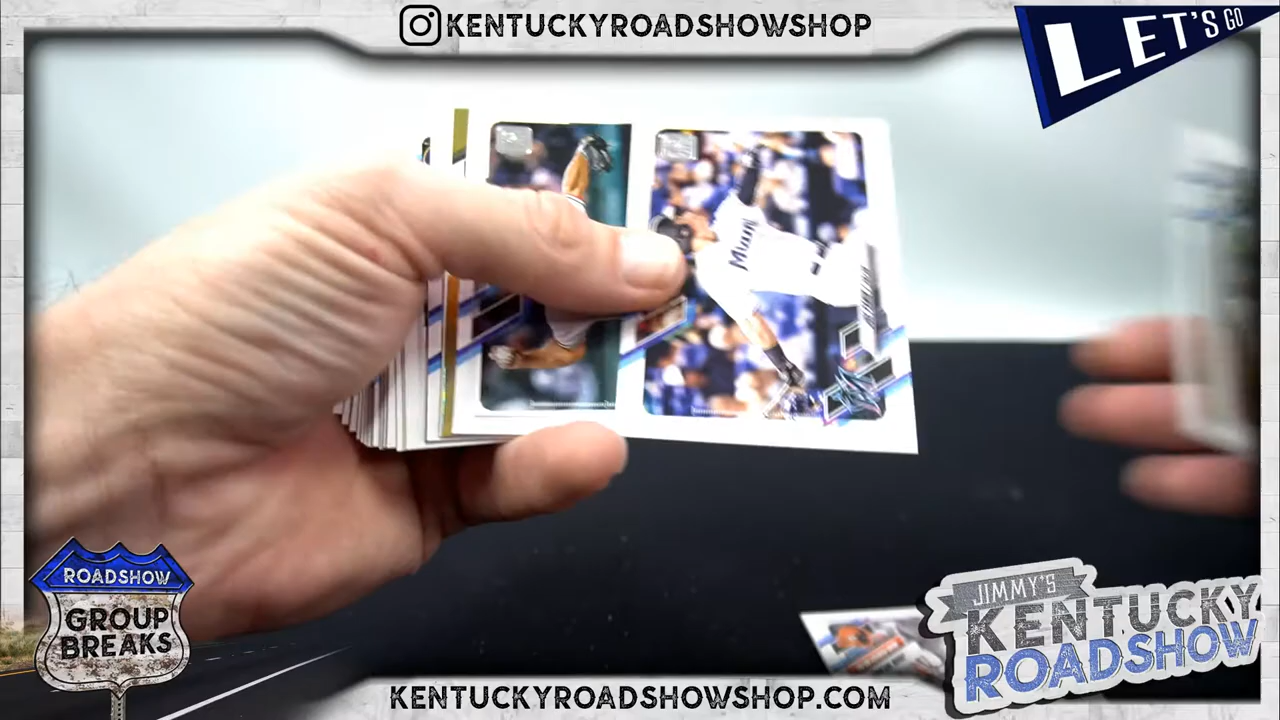 KENTUCKYROADSHOWSHOP
LET'S GO
ROADSHOW
GROUP
BREAKS
JIMMY'S
KENTUCKY
ROADSHOW
KENTUCKYROADSHOWSHOP.COM